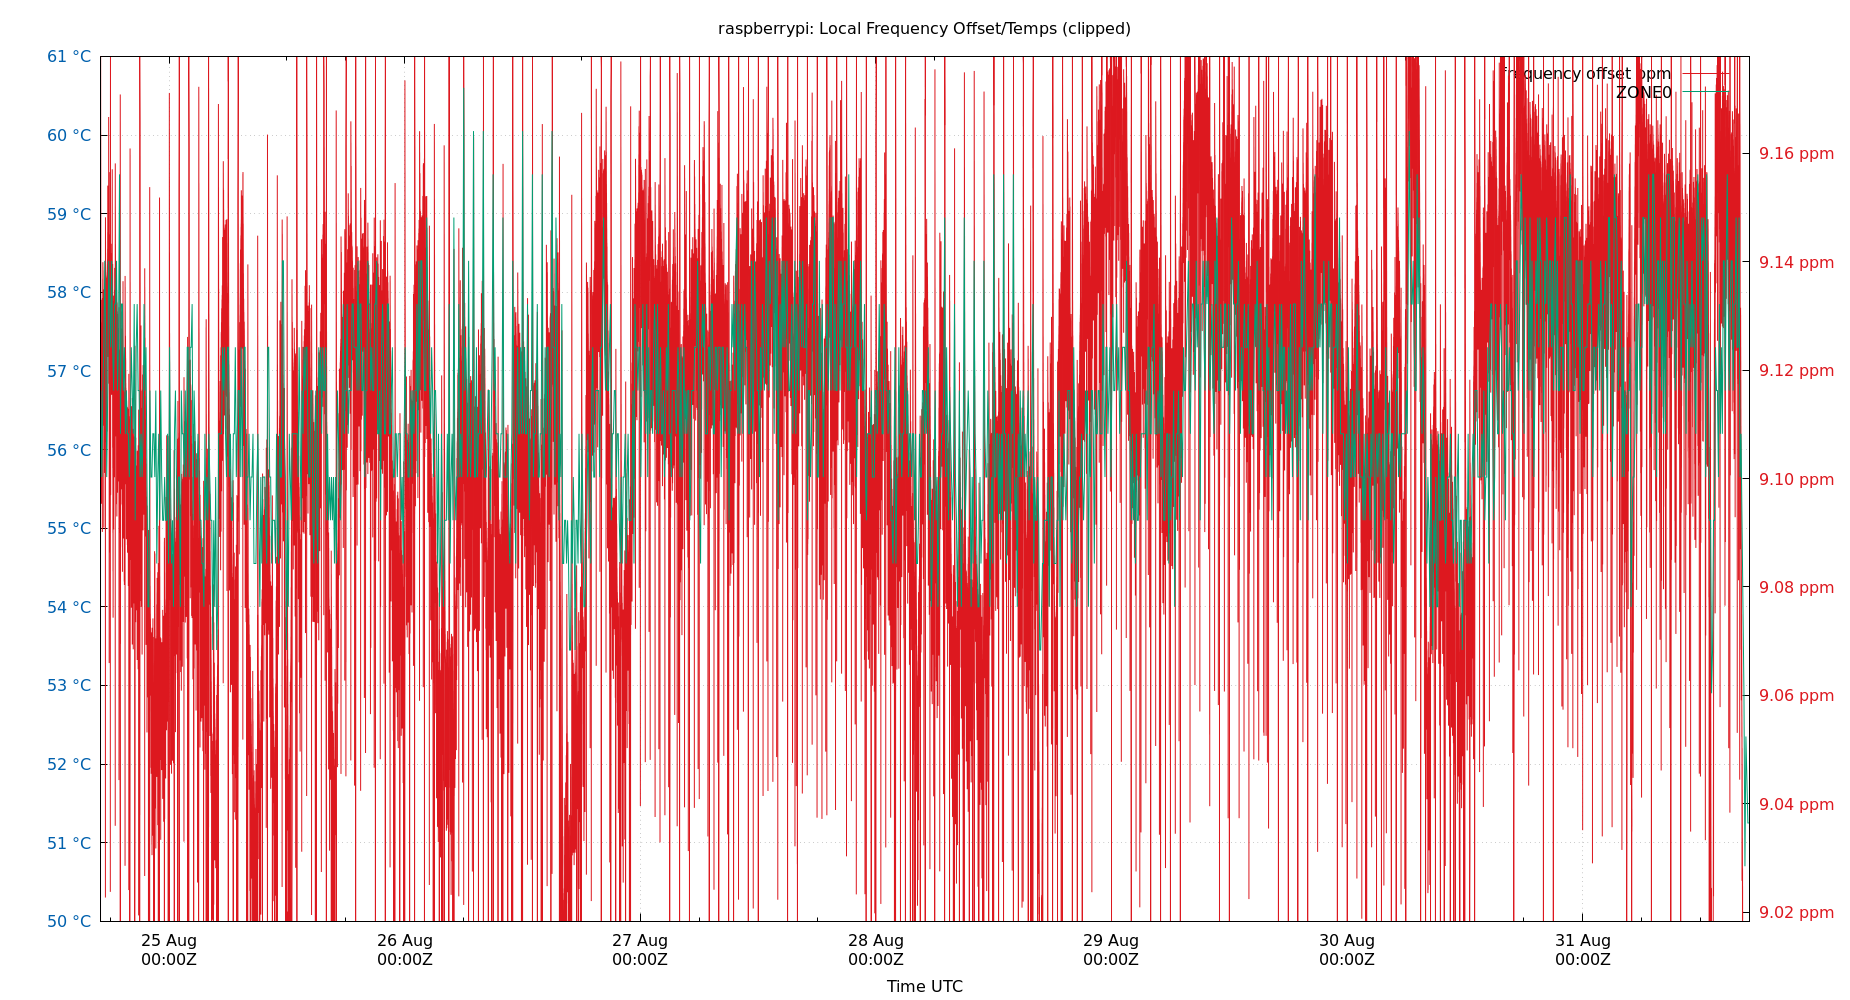 raspberrypi: Local Frequency Offset/Temps (clipped)
61 °C
60 °C
59 °C
58 °C
57 °C
56 °C
55 °C
54 °C
53 °C
52 °C
51 °C
50 °C
frequency offset ppm
ZONE0
9.16 ppm
9.14 ppm
9.12 ppm
9.10 ppm
9.08 ppm
9.06 ppm
9.04 ppm
9.02 ppm
25 Aug
00:00Z
26 Aug
00:00Z
27 Aug
00:00Z
28 Aug
00:00Z
29 Aug
00:00Z
30 Aug
00:00Z
31 Aug
00:00Z
Time UTC